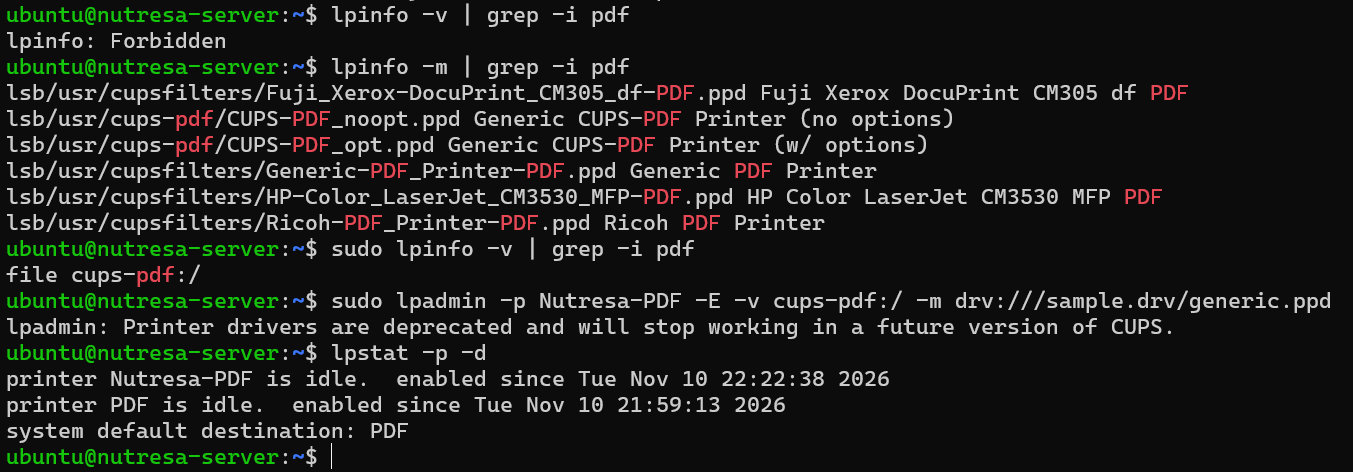 ubuntu@nutresa-server:~$ lpinfo -v | grep -i pdf
lpinfo: Forbidden
ubuntu@nutresa-server:~$ lpinfo -m | grep -i pdf
lsb/usr/cupsfilters/Fuji_Xerox-DocuPrint_CM305_df-PDF.ppd Fuji Xerox DocuPrint CM305 df PDF
lsb/usr/cups-pdf/CUPS-PDF_noopt.ppd Generic CUPS-PDF Printer (no options)
lsb/usr/cups-pdf/CUPS-PDF_opt.ppd Generic CUPS-PDF Printer (w/ options)
lsb/usr/cupsfilters/Generic-PDF_Printer-PDF.ppd Generic PDF Printer
lsb/usr/cupsfilters/HP-Color_LaserJet_CM3530_MFP-PDF.ppd HP Color LaserJet CM3530 MFP PDF
lsb/usr/cupsfilters/Ricoh-PDF_Printer-PDF.ppd Ricoh PDF Printer
ubuntu@nutresa-server:~$ sudo lpinfo -v | grep -i pdf
file cups-pdf:/
ubuntu@nutresa-server:~$ sudo lpadmin -p Nutresa-PDF -E -v cups-pdf:/ -m drv:///sample.drv/generic.ppd
lpadmin: Printer drivers are deprecated and will stop working in a future version of CUPS.
ubuntu@nutresa-server:~$ lpstat -p -d
printer Nutresa-PDF is idle.  enabled since Tue Nov 10 22:22:38 2026
printer PDF is idle.  enabled since Tue Nov 10 21:59:13 2026
system default destination: PDF
ubuntu@nutresa-server:~$